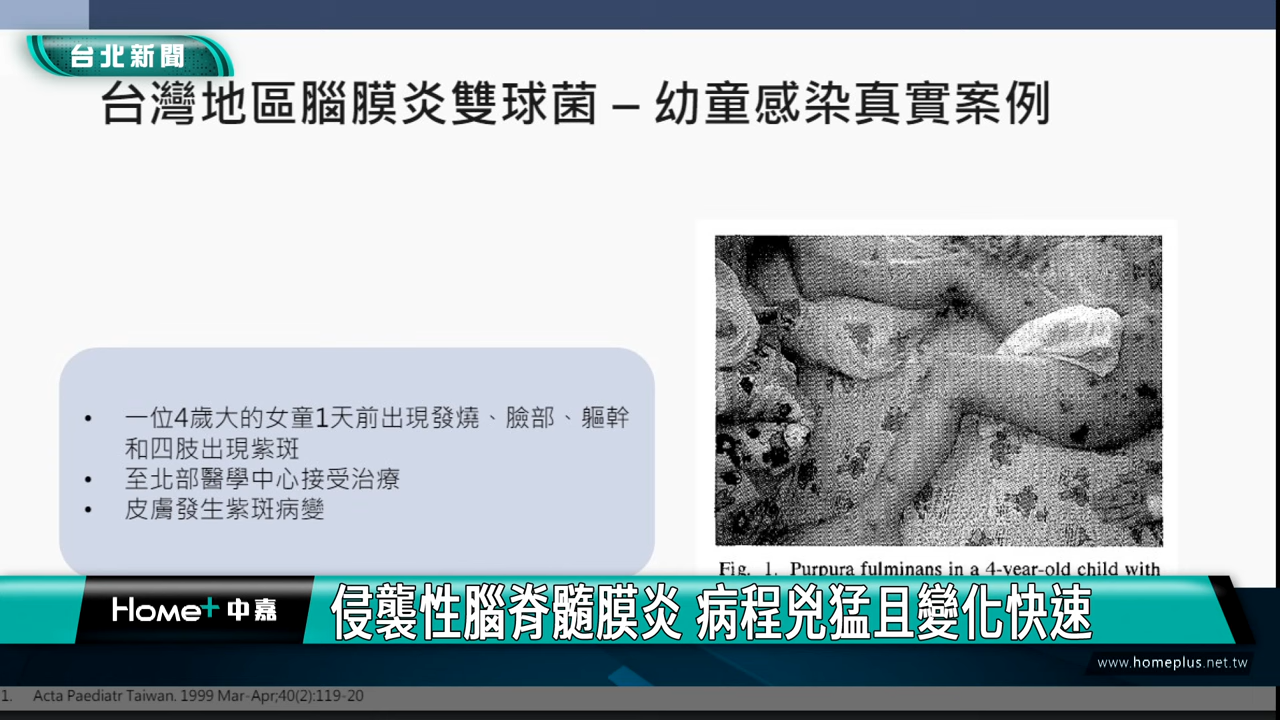 台北新聞
台灣地區腦膜炎雙球菌 – 幼童感染真實案例
• 一位4歲大的女童1天前出現發燒、臉部、軀幹
和四肢出現紫斑
• 至北部醫學中心接受治療
• 皮膚發生紫斑病變
Fig. 1. Purpura fulminans in a 4-year-old child with
Home+中嘉
侵襲性腦脊髓膜炎 病程兇猛且變化快速
www.homeplus.net.tw
1. Acta Paediatr Taiwan. 1999 Mar-Apr;40(2):119-20